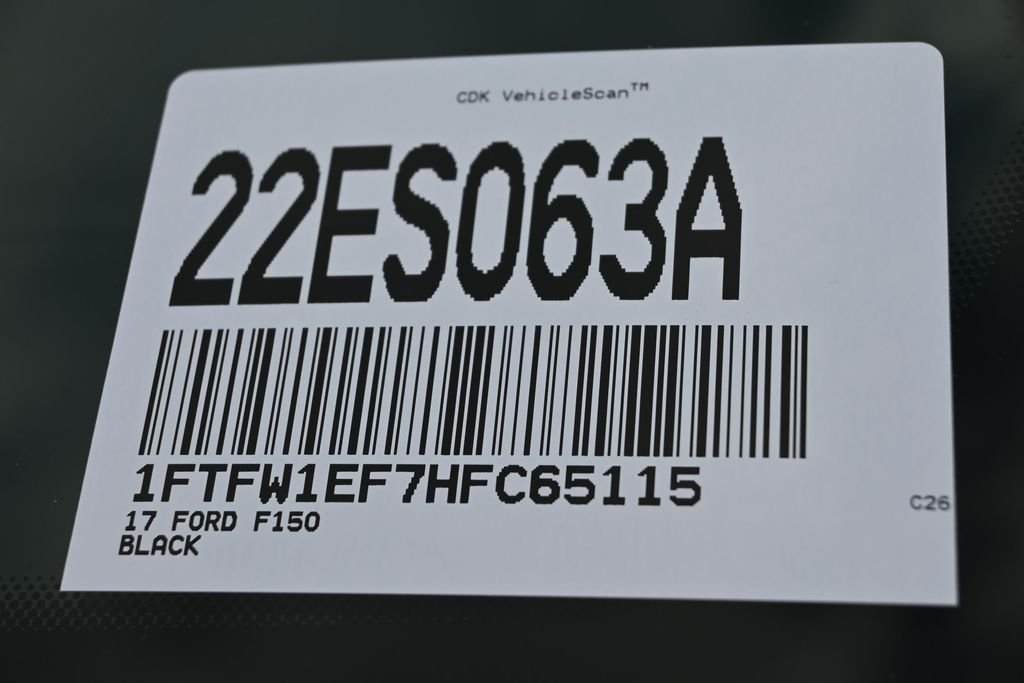 CDK VehicleScan™
22ES063A
1FTFW1EF7HFC65115
17 FORD F150
C26
BLACK